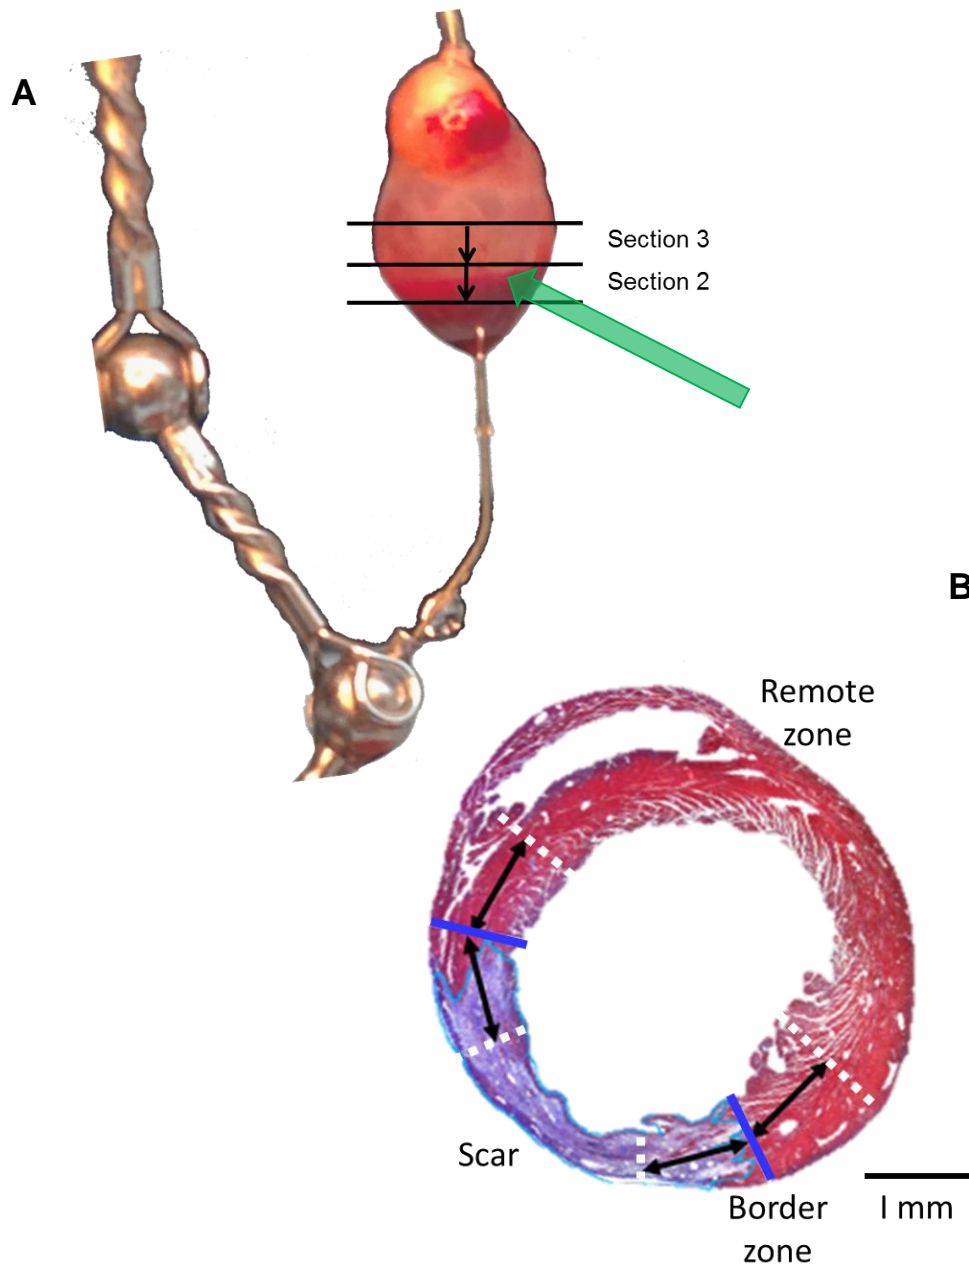 A
Section 3
Section 2
B
Remote
zone
Scar
Border
zone
I mm